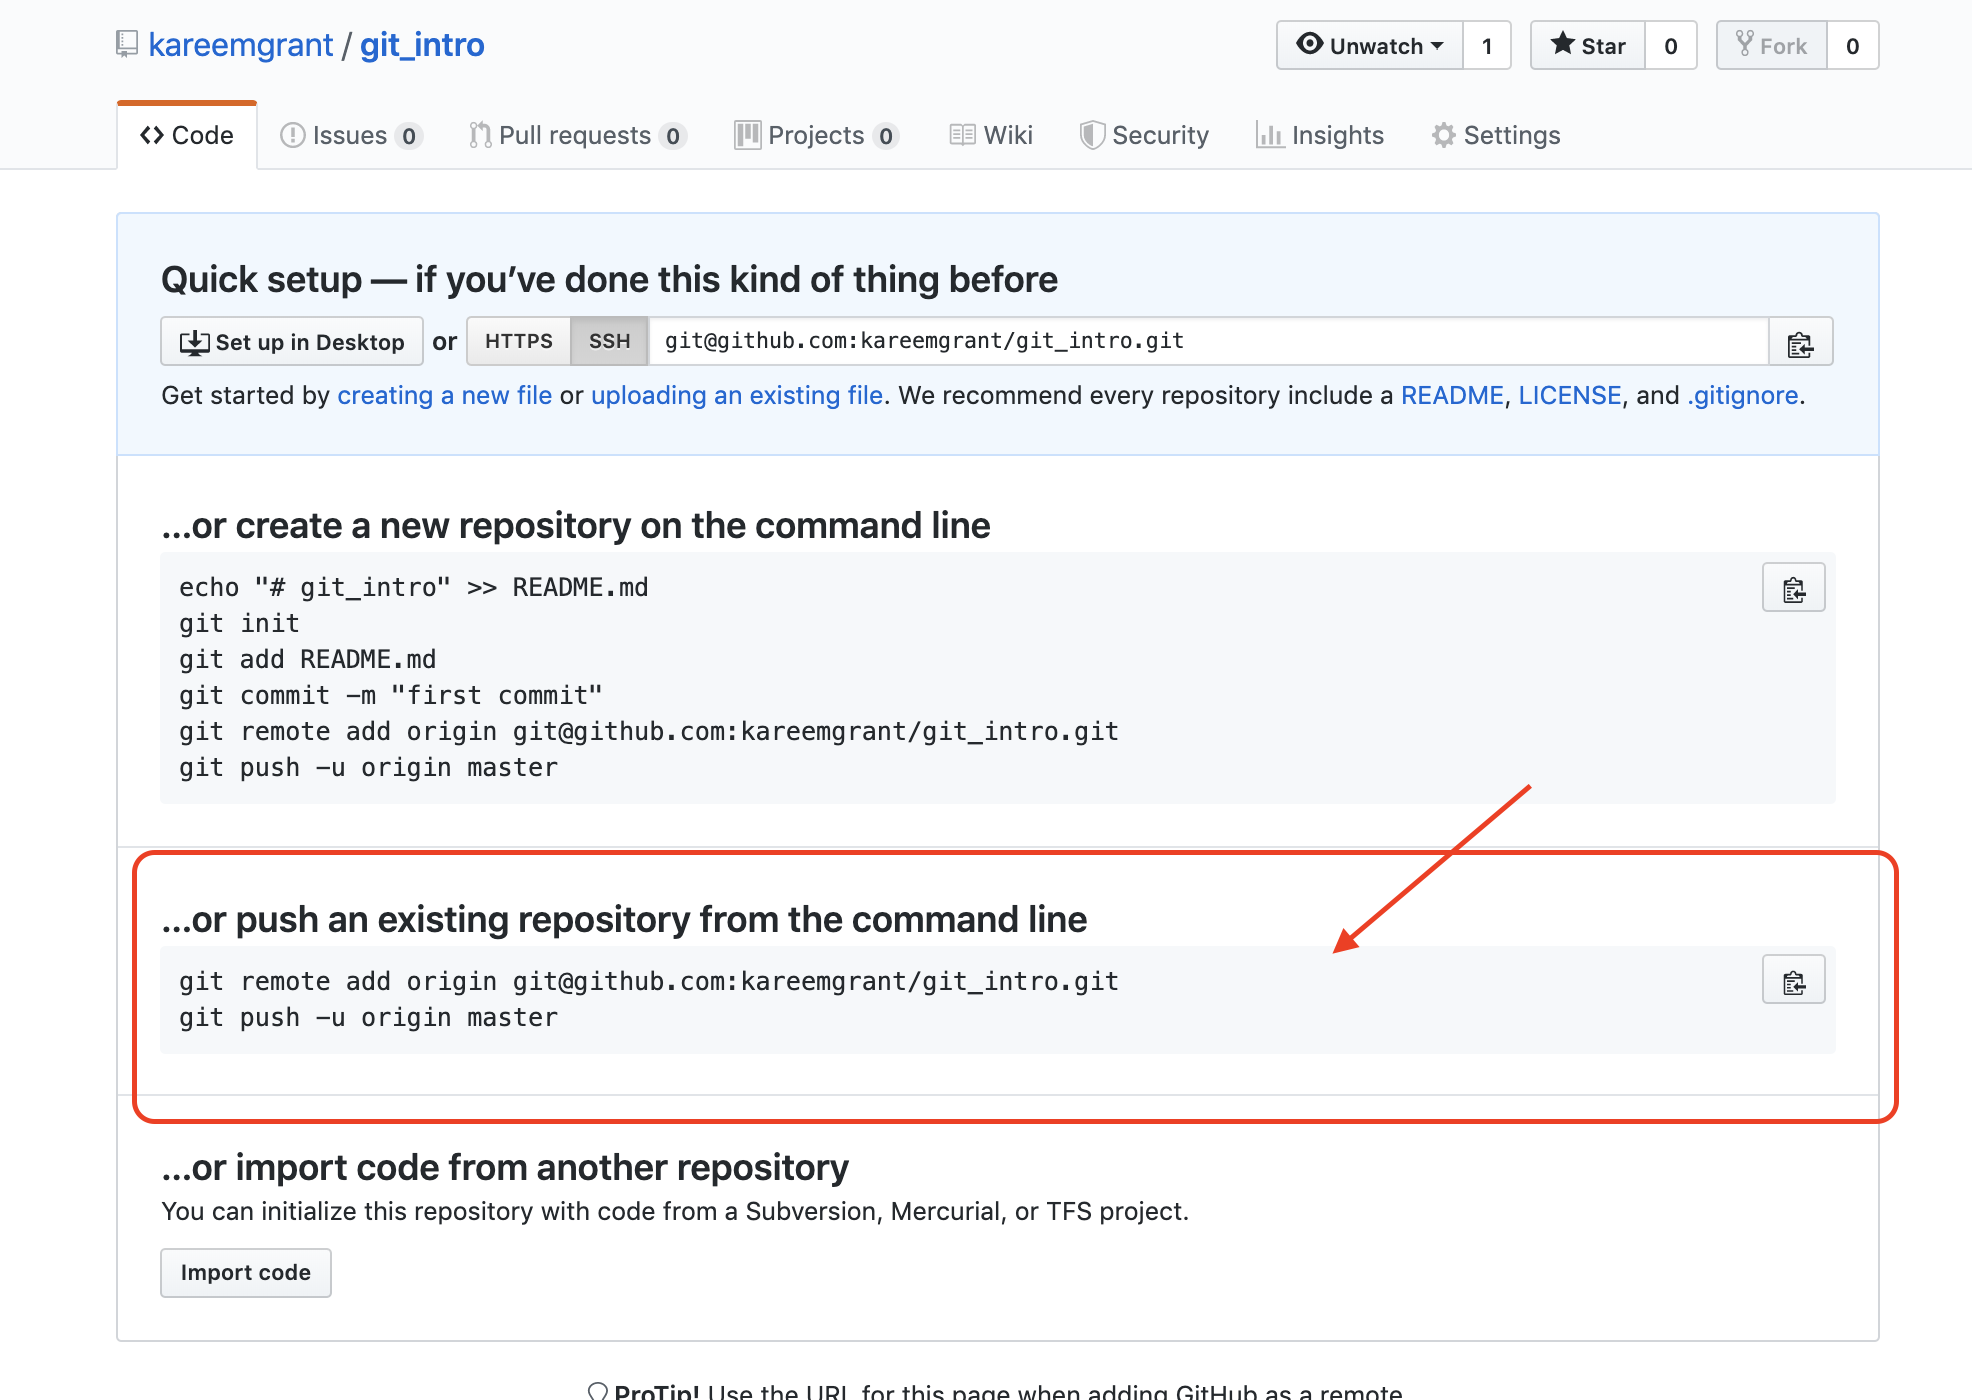 kareemgrant / git_intro
Unwatch 1 Star 0 Fork 0
Code Issues 0 Pull requests 0 Projects 0 Wiki Security Insights Settings
Quick setup — if you’ve done this kind of thing before
Set up in Desktop or HTTPS SSH git@github.com:kareemgrant/git_intro.git
Get started by creating a new file or uploading an existing file. We recommend every repository include a README, LICENSE, and .gitignore.
…or create a new repository on the command line
echo "# git_intro" >> README.md
git init
git add README.md
git commit -m "first commit"
git remote add origin git@github.com:kareemgrant/git_intro.git
git push -u origin master
…or push an existing repository from the command line
git remote add origin git@github.com:kareemgrant/git_intro.git
git push -u origin master
…or import code from another repository
You can initialize this repository with code from a Subversion, Mercurial, or TFS project.
Import code
ProTip! Use the URL for this page when adding GitHub as a remote.